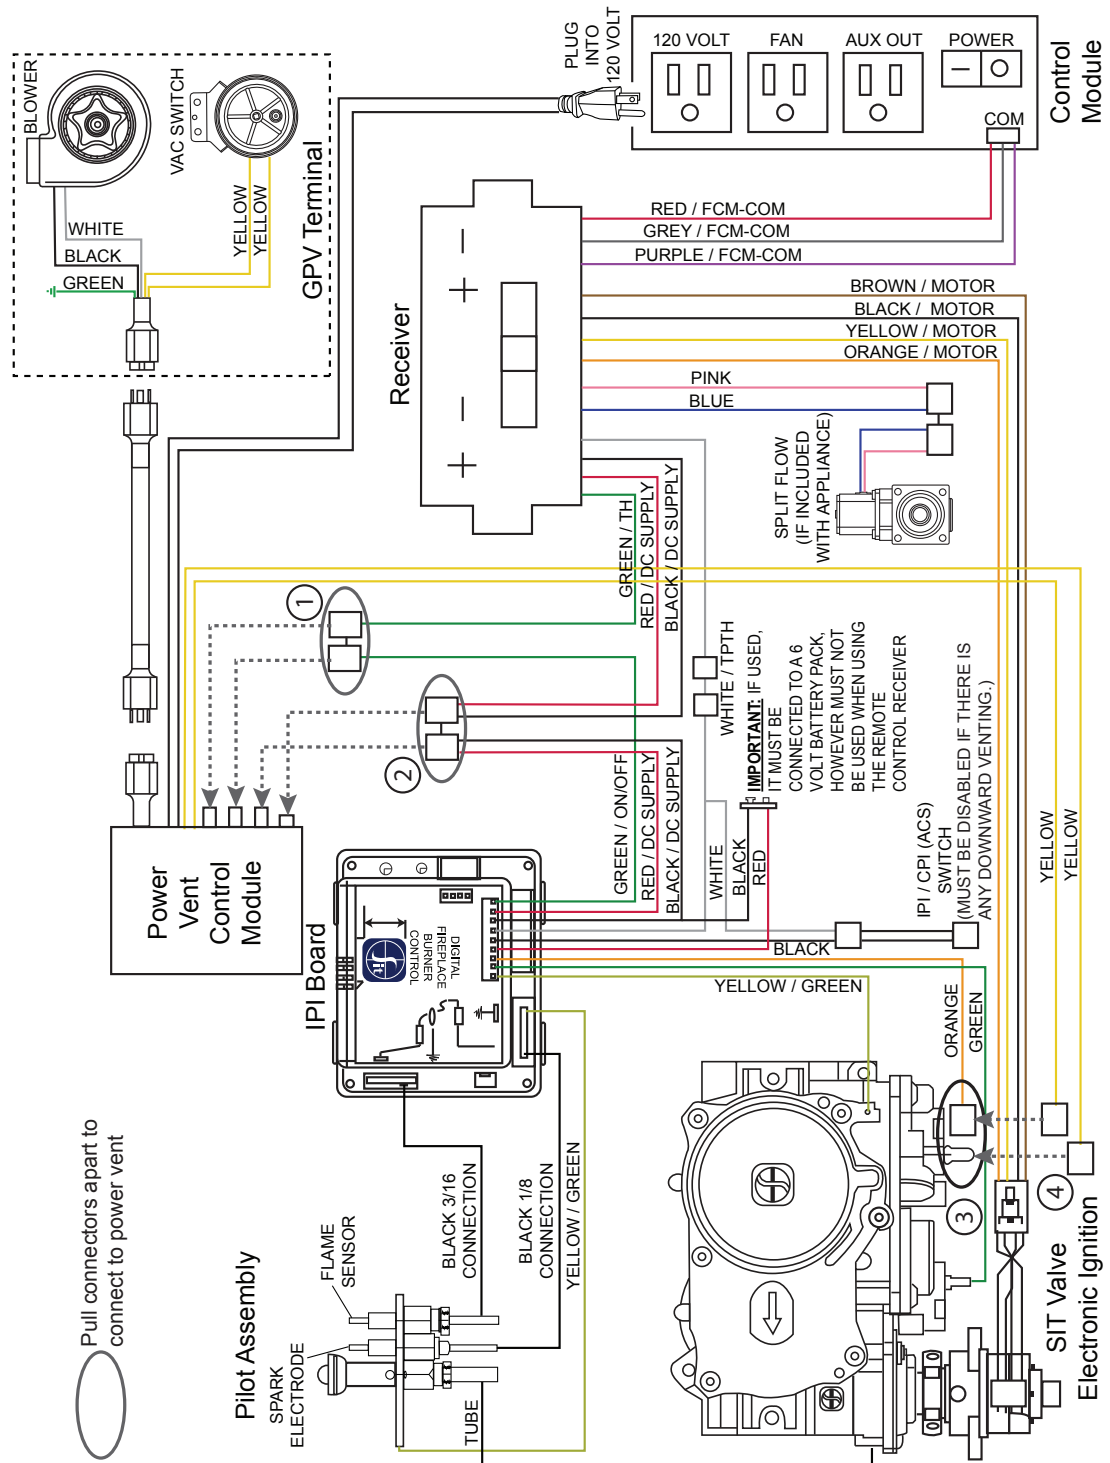 PLUG
INTO
120 VOLT
120 VOLT
FAN
AUX OUT
POWER
COM
Control
Module
BLOWER
VAC SWITCH
WHITE
BLACK
GREEN
YELLOW
YELLOW
GPV Terminal
Receiver
RED / FCM-COM
GREY / FCM-COM
PURPLE / FCM-COM
BROWN / MOTOR
BLACK / MOTOR
YELLOW / MOTOR
ORANGE / MOTOR
PINK
BLUE
SPLIT FLOW
(IF INCLUDED
WITH APPLIANCE)
GREEN / TH
RED / DC SUPPLY
BLACK / DC SUPPLY
WHITE / TPTH
1
2
GREEN / ON/OFF
RED / DC SUPPLY
BLACK / DC SUPPLY
WHITE
BLACK
RED
IMPORTANT: IF USED,
IT MUST BE
CONNECTED TO A 6
VOLT BATTERY PACK,
HOWEVER MUST NOT
BE USED WHEN USING
THE REMOTE
CONTROL RECEIVER
IPI / CPI (ACS)
SWITCH
(MUST BE DISABLED IF THERE IS
ANY DOWNWARD VENTING.)
YELLOW
YELLOW
Power
Vent
Control
Module
IPI Board
DIGITAL
FIREPLACE
BURNER
CONTROL
sit
BLACK
YELLOW / GREEN
ORANGE
GREEN
3
4
SIT Valve
Electronic Ignition
Pull connectors apart to
connect to power vent
Pilot Assembly
FLAME
SENSOR
SPARK
ELECTRODE
TUBE
BLACK 3/16
CONNECTION
BLACK 1/8
CONNECTION
YELLOW / GREEN